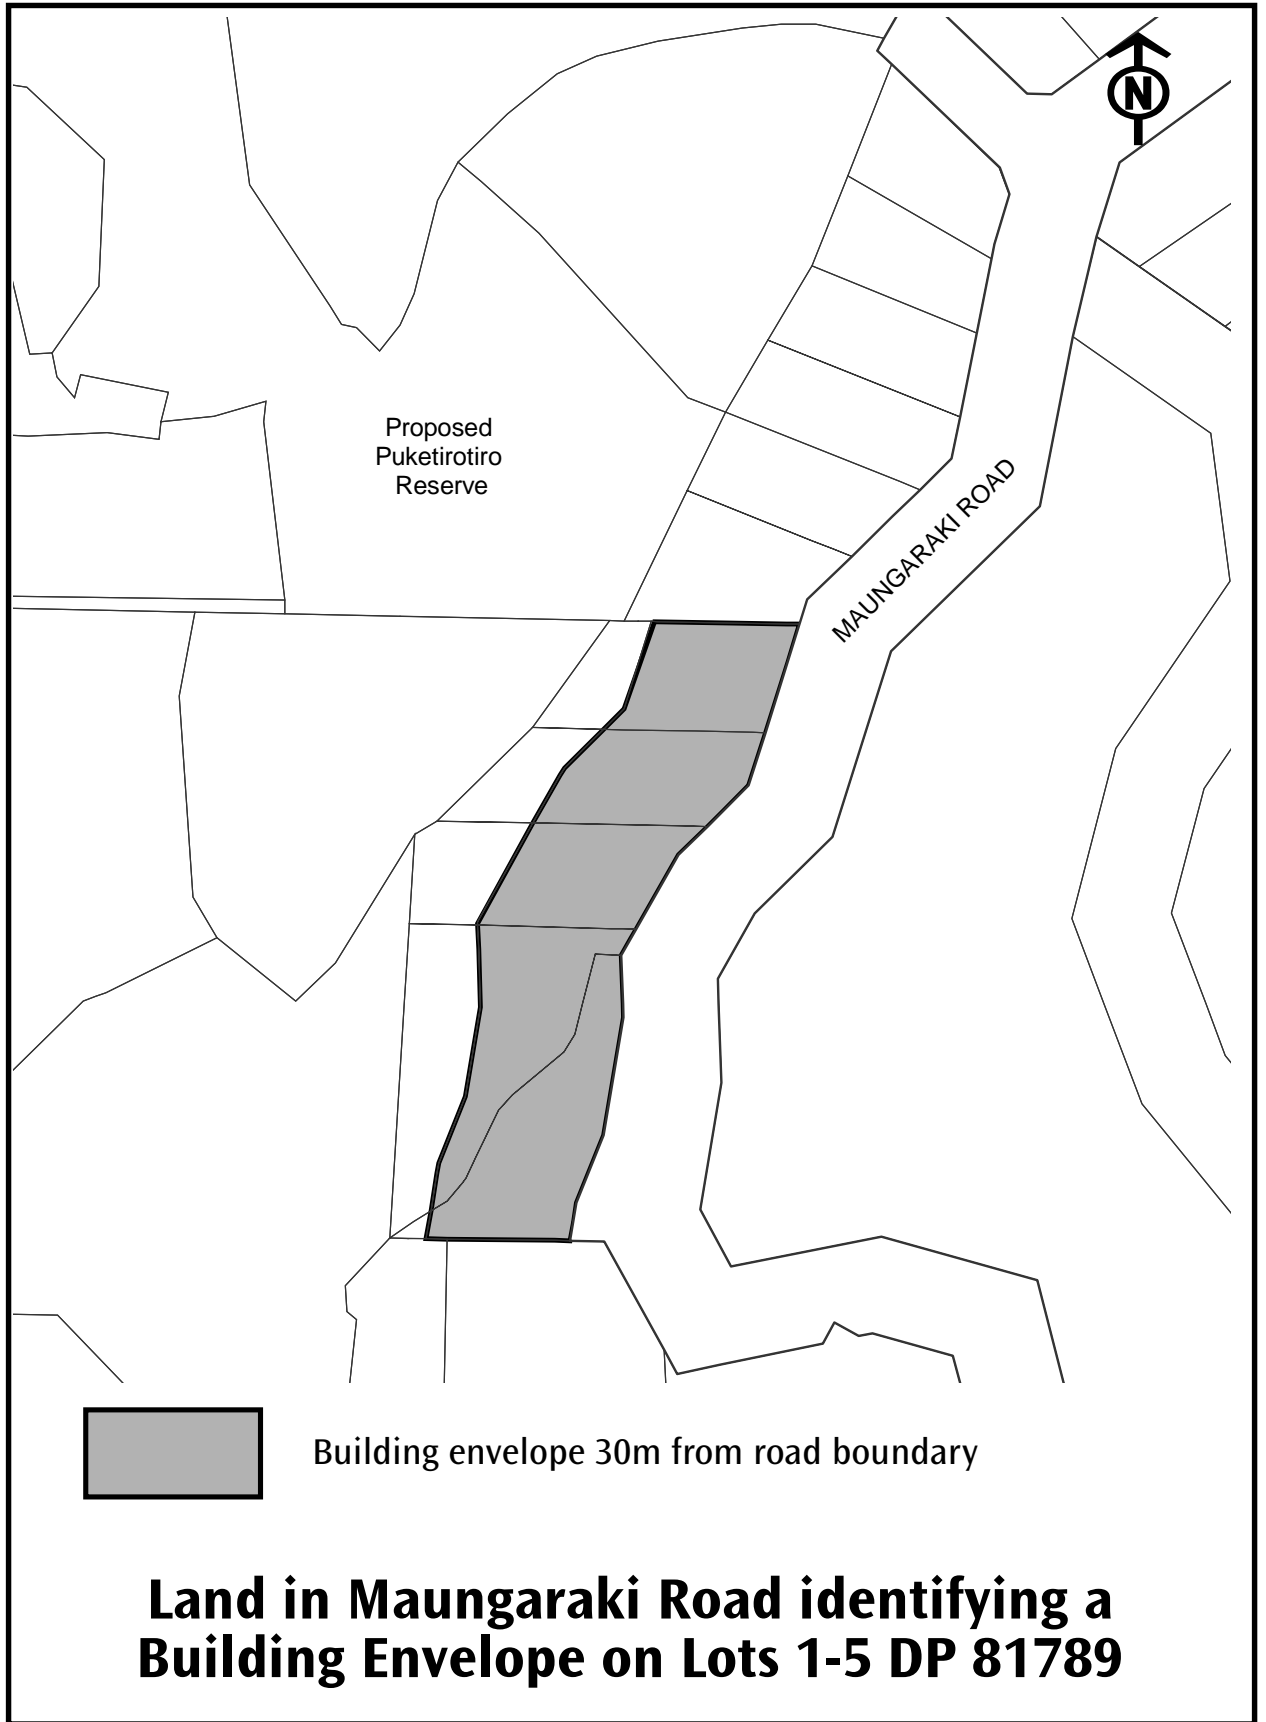 N
Proposed
Puketirotiro
Reserve
MAUNGARAKI ROAD
Building envelope 30m from road boundary
Land in Maungaraki Road identifying a
Building Envelope on Lots 1-5 DP 81789